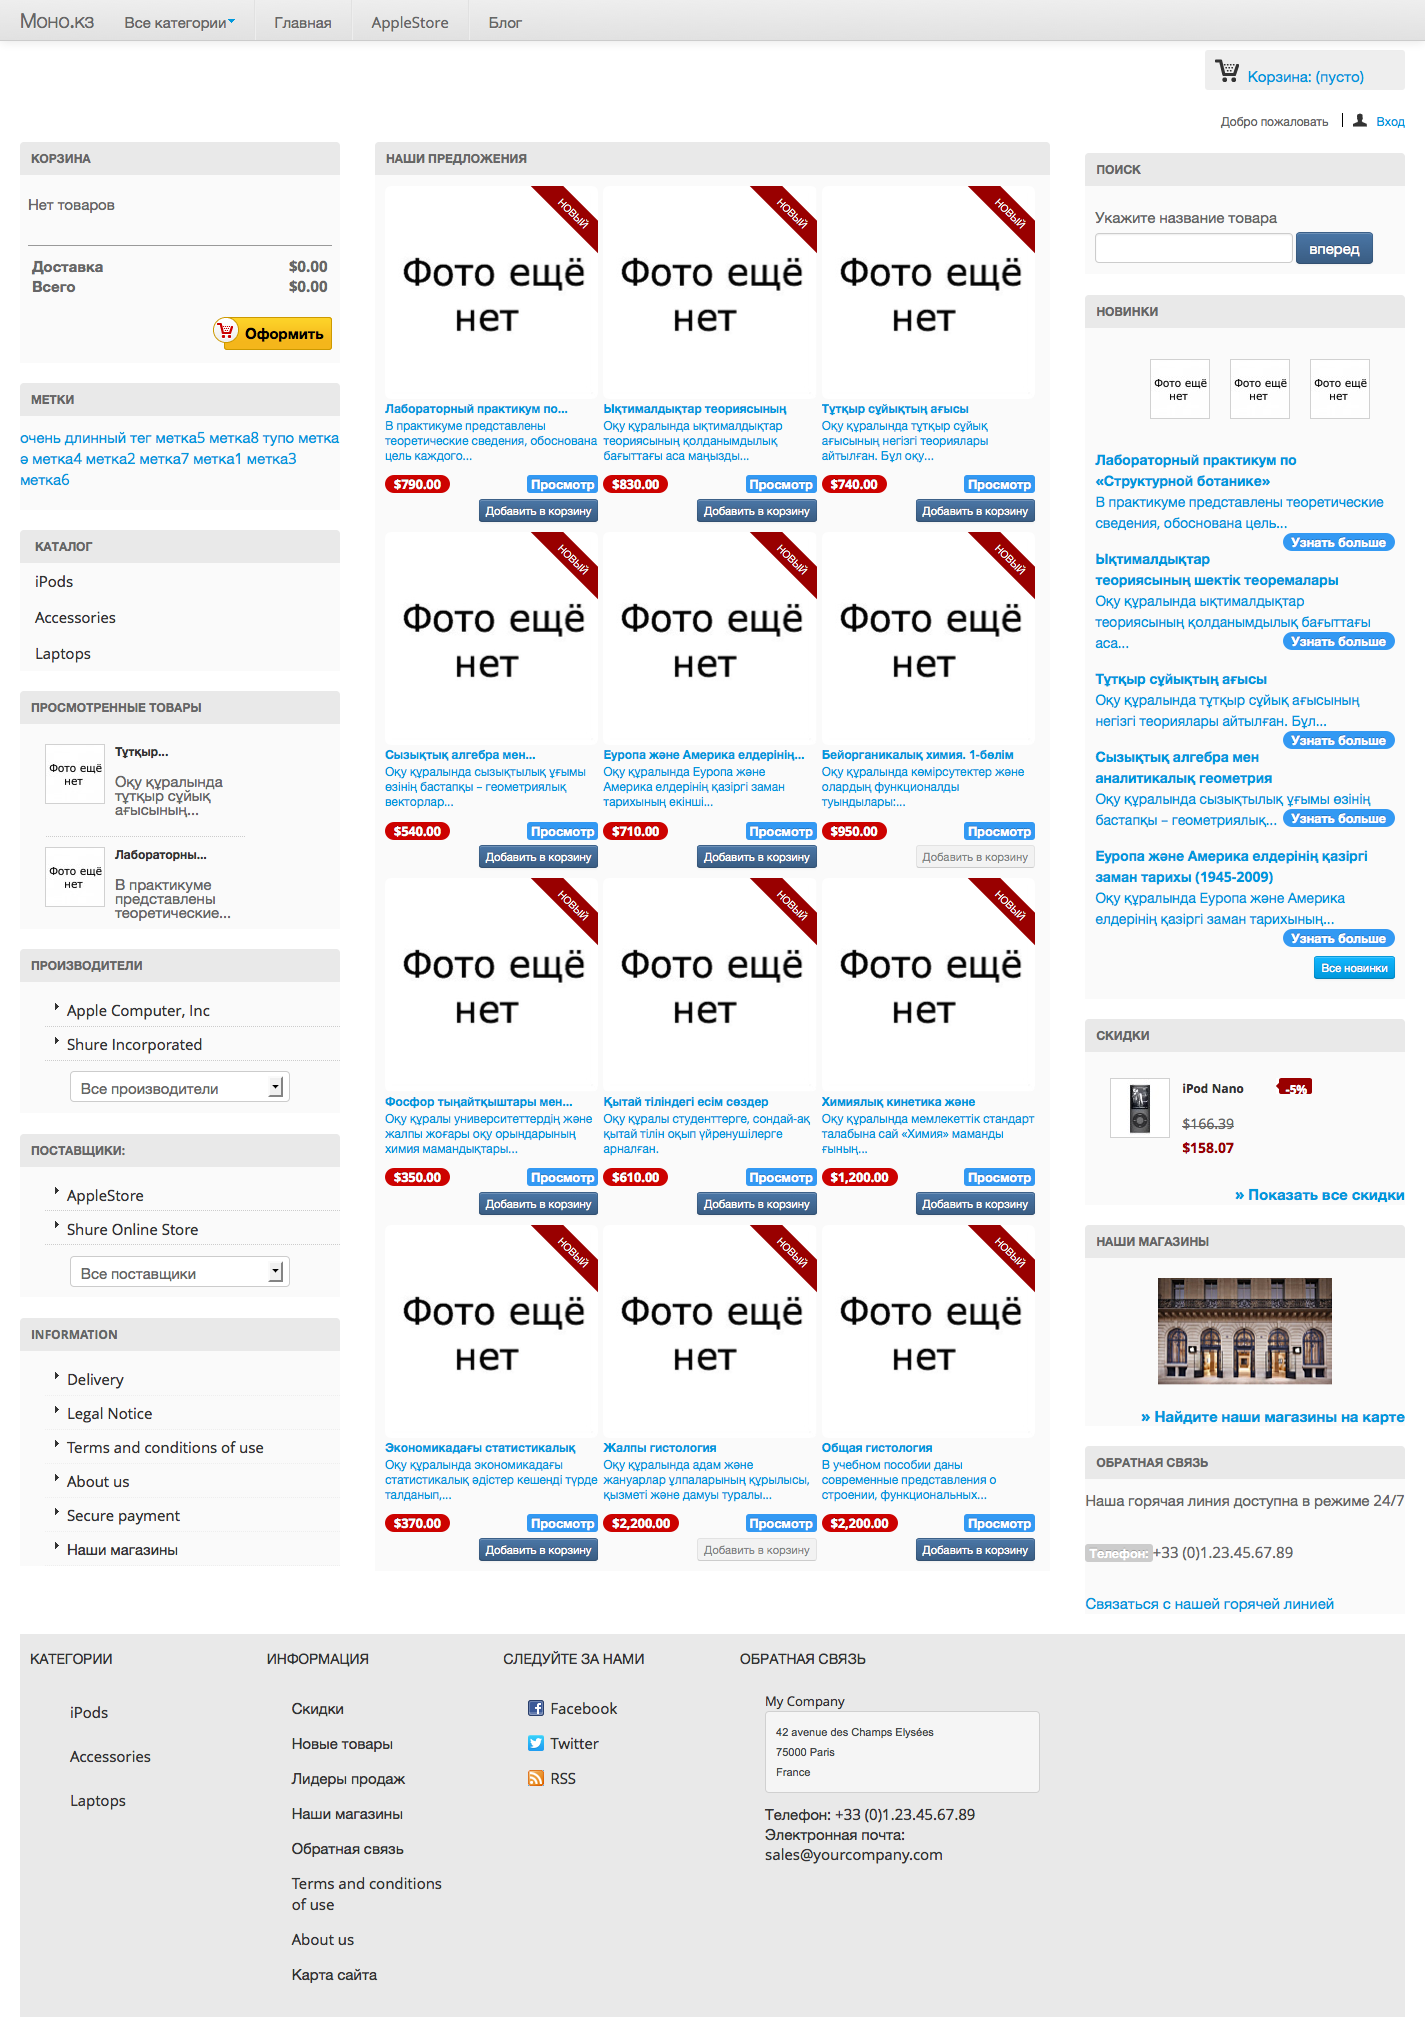 Моно.кз
Все категории
Главная
AppleStore
Блог
Корзина: (пусто)
Добро пожаловать
Вход
КОРЗИНА
Нет товаров
Доставка $0.00
Всего $0.00
Оформить
МЕТКИ
очень длинный тег метка5 метка8 тупо метка
ә метка4 метка2 метка7 метка1 метка3
метка6
КАТАЛОГ
iPods
Accessories
Laptops
ПРОСМОТРЕННЫЕ ТОВАРЫ
Фото ещё
нет
Тұтқыр...
Оқу құралында
тұтқыр сұйық
ағысының...
Фото ещё
нет
Лабораторны...
В практикуме
представлены
теоретические...
ПРОИЗВОДИТЕЛИ
Apple Computer, Inc
Shure Incorporated
Все производители
ПОСТАВЩИКИ:
AppleStore
Shure Online Store
Все поставщики
INFORMATION
Delivery
Legal Notice
Terms and conditions of use
About us
Secure payment
Наши магазины
НАШИ ПРЕДЛОЖЕНИЯ
НОВЫЙ
Фото ещё
нет
Лабораторный практикум по...
В практикуме представлены
теоретические сведения, обоснована
цель каждого...
$790.00 Просмотр
Добавить в корзину
НОВЫЙ
Фото ещё
нет
Ықтималдықтар теориясының
Оқу құралында ықтималдықтар
теориясының қолданымдылық
бағыттағы аса маңызды...
$830.00 Просмотр
Добавить в корзину
НОВЫЙ
Фото ещё
нет
Тұтқыр сұйықтың ағысы
Оқу құралында тұтқыр сұйық
ағысының негізгі теориялары
айтылған. Бұл оқу...
$740.00 Просмотр
Добавить в корзину
НОВЫЙ
Фото ещё
нет
Сызықтық алгебра мен...
Оқу құралында сызықтылық ұғымы
өзінің бастапқы – геометриялық
векторлар...
$540.00 Просмотр
Добавить в корзину
НОВЫЙ
Фото ещё
нет
Еуропа және Америка елдерінің...
Оқу құралында Еуропа және
Америка елдерінің қазіргі заман
тарихының екінші...
$710.00 Просмотр
Добавить в корзину
НОВЫЙ
Фото ещё
нет
Бейорганикалық химия. 1-бөлім
Оқу құралында көмірсутектер және
олардың функционалды
туындылары:...
$950.00 Просмотр
Добавить в корзину
НОВЫЙ
Фото ещё
нет
Фосфор тыңайтқыштары мен...
Оқу құралы университеттердің және
жалпы жоғары оқу орындарының
химия мамандықтары...
$350.00 Просмотр
Добавить в корзину
НОВЫЙ
Фото ещё
нет
Қытай тіліндегі есім сөздер
Оқу құралы студенттерге, сондай-ақ
қытай тілін оқып үйренушілерге
арналған.
$610.00 Просмотр
Добавить в корзину
НОВЫЙ
Фото ещё
нет
Химиялық кинетика және
Оқу құралында мемлекеттік стандарт
талабына сай «Химия» маманды
ғының...
$1,200.00 Просмотр
Добавить в корзину
НОВЫЙ
Фото ещё
нет
Экономикадағы статистикалық
Оқу құралында экономикадағы
статистикалық әдістер кешенді түрде
талданып,...
$370.00 Просмотр
Добавить в корзину
НОВЫЙ
Фото ещё
нет
Жалпы гистология
Оқу құралында адам және
жануарлар ұлпаларының құрылысы,
қызметі және дамуы туралы...
$2,200.00 Просмотр
Добавить в корзину
НОВЫЙ
Фото ещё
нет
Общая гистология
В учебном пособии даны
современные представления о
строении, функциональных...
$2,200.00 Просмотр
Добавить в корзину
ПОИСК
Укажите название товара
вперед
НОВИНКИ
Фото ещё
нет
Фото ещё
нет
Фото ещё
нет
Лабораторный практикум по
«Структурной ботанике»
В практикуме представлены теоретические
сведения, обоснована цель...
Узнать больше
Ықтималдықтар
теориясының шектік теоремалары
Оқу құралында ықтималдықтар
теориясының қолданымдылық бағыттағы
аса... Узнать больше
Тұтқыр сұйықтың ағысы
Оқу құралында тұтқыр сұйық ағысының
негізгі теориялары айтылған. Бұл...
Узнать больше
Сызықтық алгебра мен
аналитикалық геометрия
Оқу құралында сызықтылық ұғымы өзінің
бастапқы – геометриялық... Узнать больше
Еуропа және Америка елдерінің қазіргі
заман тарихы (1945-2009)
Оқу құралында Еуропа және Америка
елдерінің қазіргі заман тарихының...
Узнать больше
Все новинки
СКИДКИ
iPod Nano -5%
$166.39
$158.07
» Показать все скидки
НАШИ МАГАЗИНЫ
» Найдите наши магазины на карте
ОБРАТНАЯ СВЯЗЬ
Наша горячая линия доступна в режиме 24/7
Телефон: +33 (0)1.23.45.67.89
Связаться с нашей горячей линией
КАТЕГОРИИ
iPods
Accessories
Laptops
ИНФОРМАЦИЯ
Скидки
Новые товары
Лидеры продаж
Наши магазины
Обратная связь
Terms and conditions
of use
About us
Карта сайта
СЛЕДУЙТЕ ЗА НАМИ
Facebook
Twitter
RSS
ОБРАТНАЯ СВЯЗЬ
My Company
42 avenue des Champs Elysées
75000 Paris
France
Телефон: +33 (0)1.23.45.67.89
Электронная почта:
sales@yourcompany.com